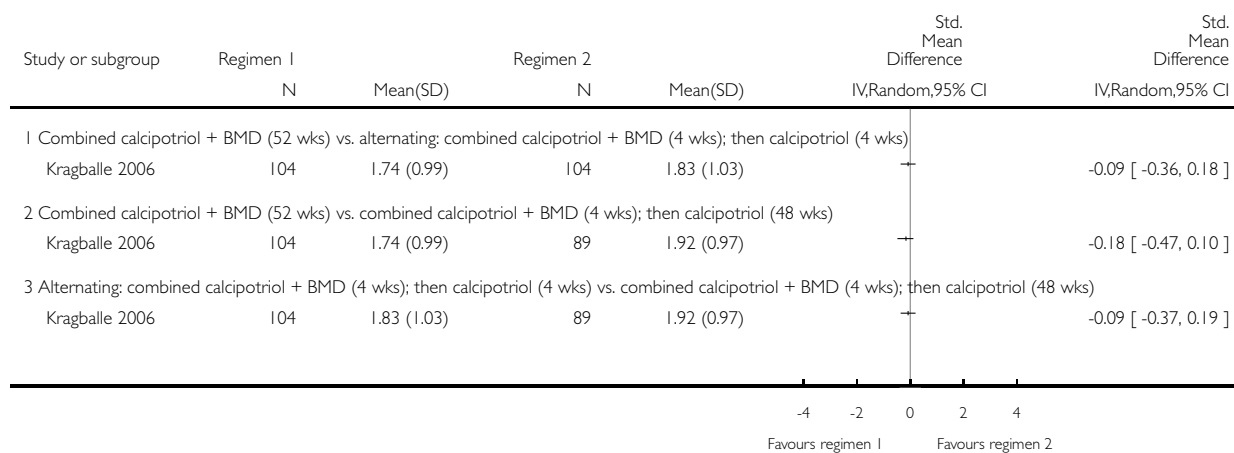 Std.
Mean
Difference
Std.
Mean
Difference
Study or subgroup Regimen 1 Regimen 2
N Mean(SD) N Mean(SD) IV,Random,95% CI IV,Random,95% CI
1 Combined calcipotriol + BMD (52 wks) vs. alternating: combined calcipotriol + BMD (4 wks); then calcipotriol (4 wks)
Kragballe 2006 104 1.74 (0.99) 104 1.83 (1.03) -0.09 [ -0.36, 0.18 ]
2 Combined calcipotriol + BMD (52 wks) vs. combined calcipotriol + BMD (4 wks); then calcipotriol (48 wks)
Kragballe 2006 104 1.74 (0.99) 89 1.92 (0.97) -0.18 [ -0.47, 0.10 ]
3 Alternating: combined calcipotriol + BMD (4 wks); then calcipotriol (4 wks) vs. combined calcipotriol + BMD (4 wks); then calcipotriol (48 wks)
Kragballe 2006 104 1.83 (1.03) 89 1.92 (0.97) -0.09 [ -0.37, 0.19 ]
-4 -2 0 2 4
Favours regimen 1 Favours regimen 2